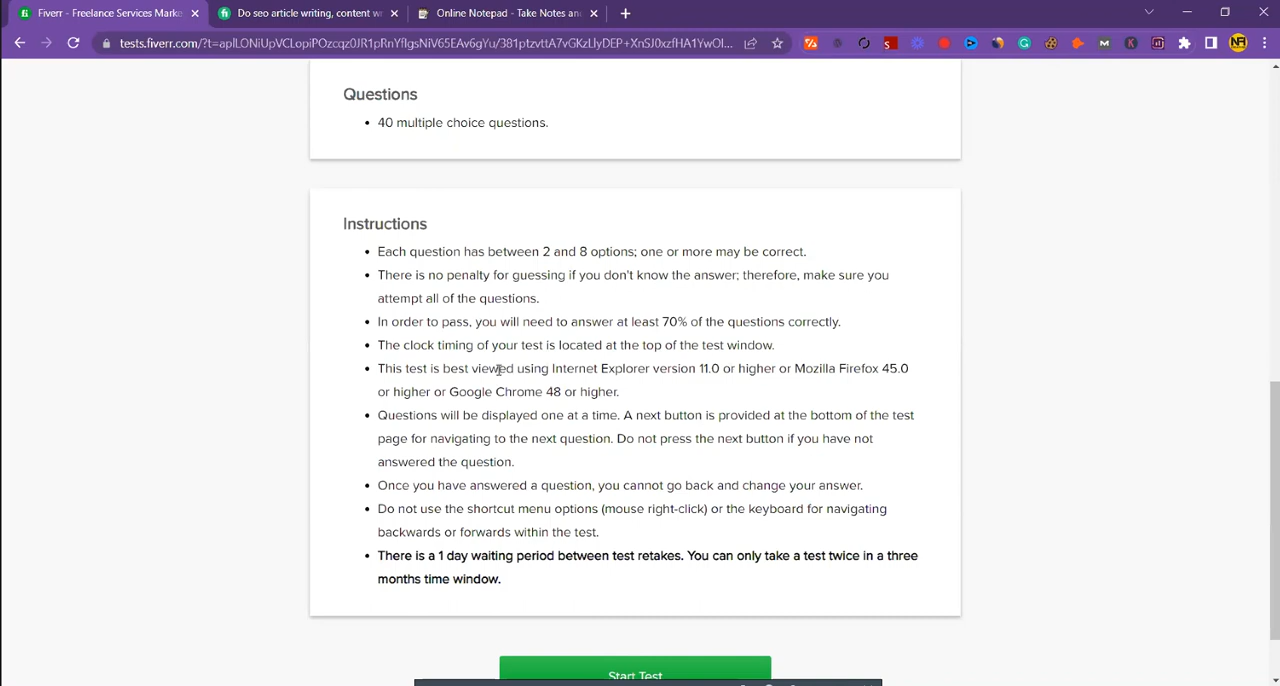 Fiverr - Freelance Services Marke
Do seo article writing, content w
Online Notepad - Take Notes an
Questions
40 multiple choice questions.
Instructions
Each question has between 2 and 8 options; one or more may be correct.
There is no penalty for guessing if you don't know the answer; therefore, make sure you
attempt all of the questions.
In order to pass, you will need to answer at least 70% of the questions correctly.
The clock timing of your test is located at the top of the test window.
This test is best viewed using Internet Explorer version 11.0 or higher or Mozilla Firefox 45.0
or higher or Google Chrome 48 or higher.
Questions will be displayed one at a time. A next button is provided at the bottom of the test
page for navigating to the next question. Do not press the next button if you have not
answered the question.
Once you have answered a question, you cannot go back and change your answer.
Do not use the shortcut menu options (mouse right-click) or the keyboard for navigating
backwards or forwards within the test.
There is a 1 day waiting period between test retakes. You can only take a test twice in a three
months time window.
Start Test